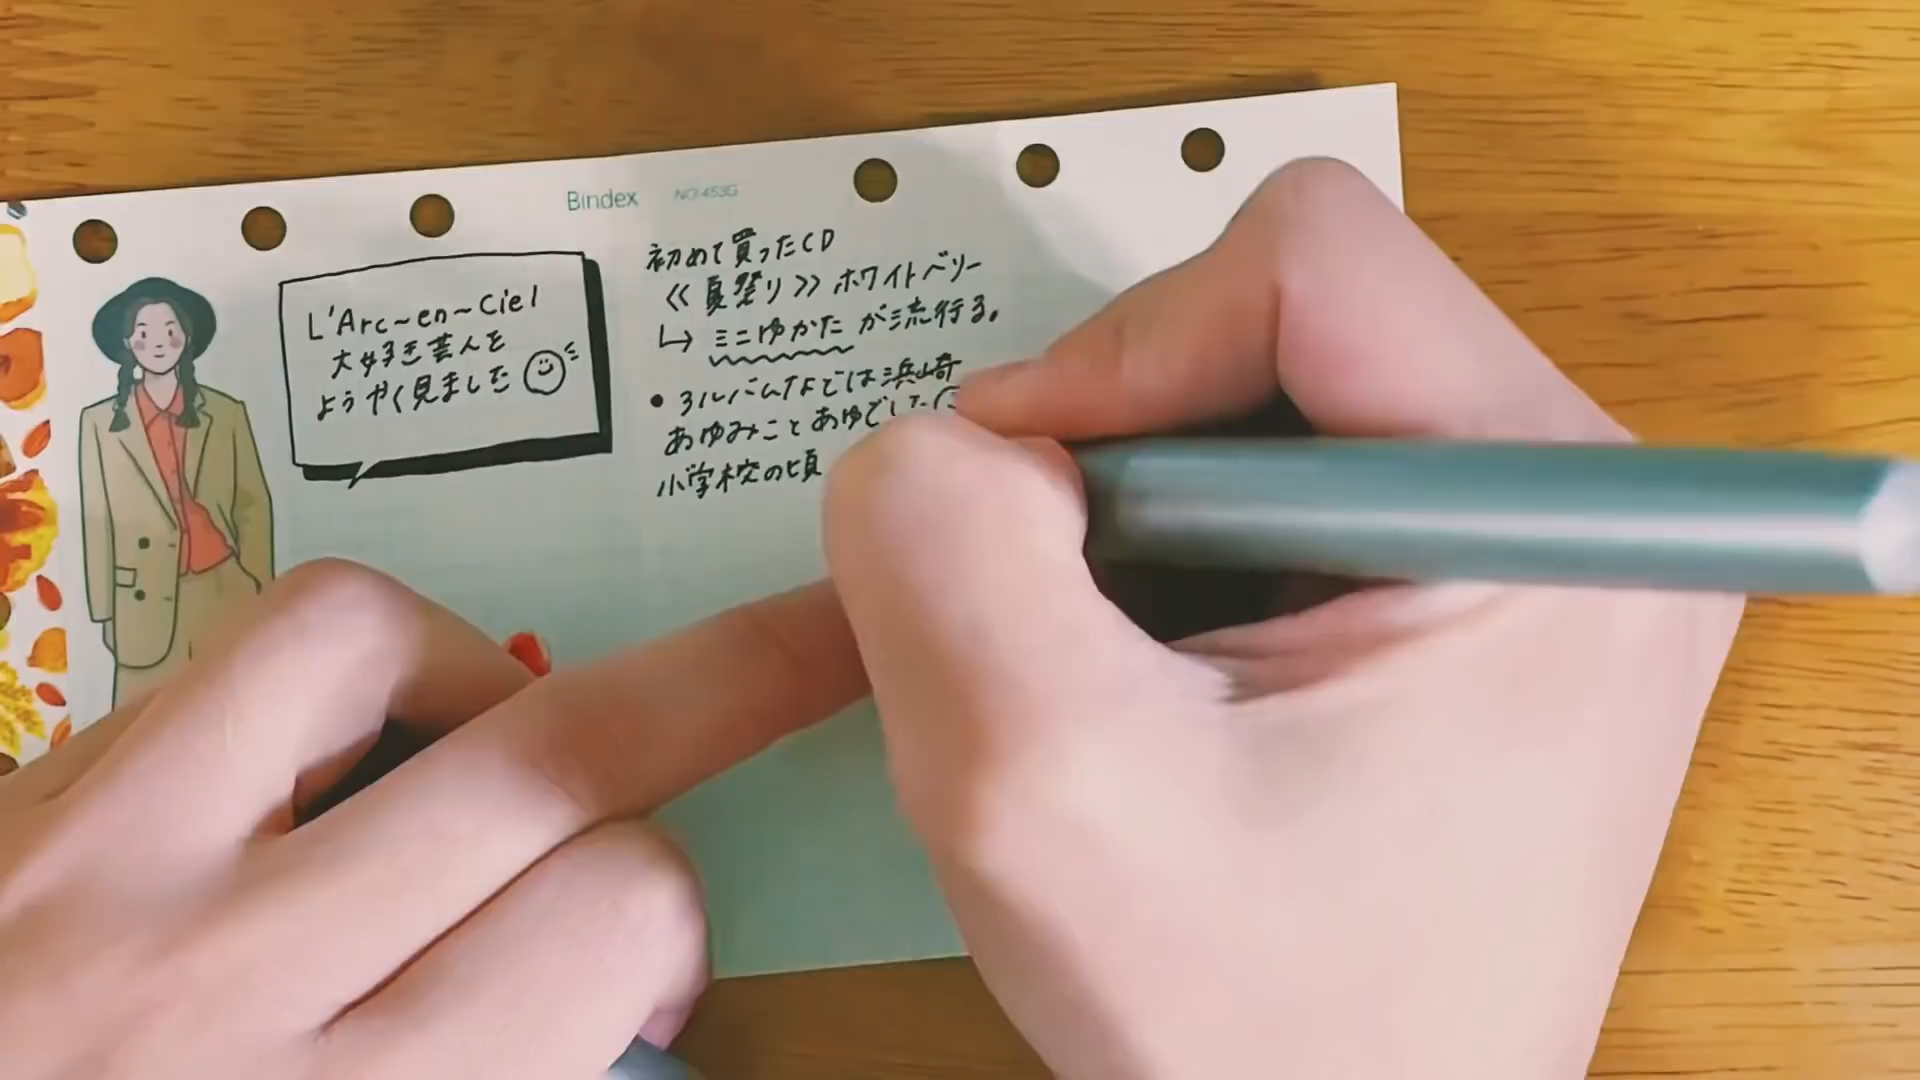 Bindex NO.453G
L'Arc~en~Ciel
大好き芸人を
ようやく見ました
初めて買ったCD
<< 夏祭り >> ホワイトベリー
↳ ミニゆかた が流行る。
• アルバムなどは浜崎
あゆみことあゆでした
小学校の頃